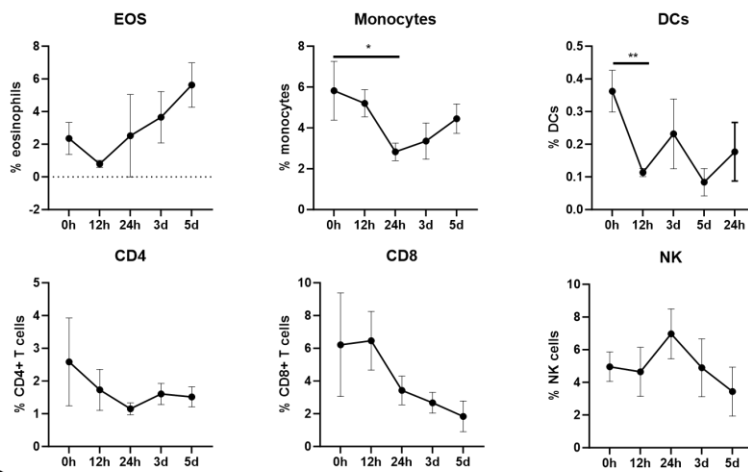 EOS
% eosinophils
8
6
4
2
0
-2
0h 12h 24h 3d 5d
Monocytes
*
% monocytes
8
6
4
2
0
0h 12h 24h 3d 5d
DCs
**
% DCs
0.5
0.4
0.3
0.2
0.1
0.0
0h 12h 3d 5d 24h
CD4
% CD4+ T cells
5
4
3
2
1
0
0h 12h 24h 3d 5d
CD8
% CD8+ T cells
10
8
6
4
2
0
0h 12h 24h 3d 5d
NK
% NK cells
10
8
6
4
2
0
0h 12h 24h 3d 5d